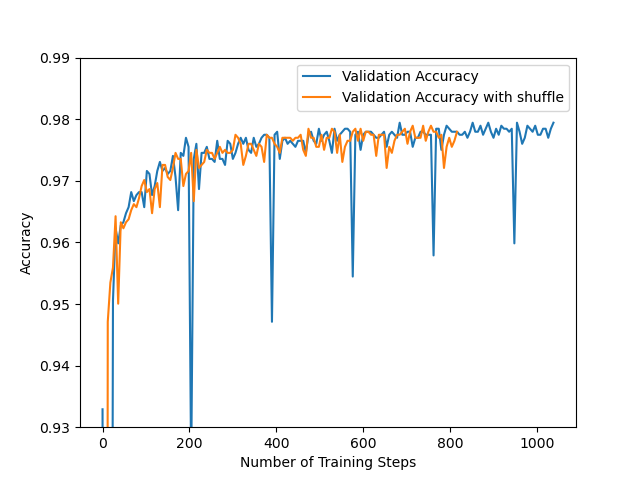 0.99
0.98
0.97
0.96
0.95
0.94
0.93
Accuracy
Validation Accuracy
Validation Accuracy with shuffle
0 200 400 600 800 1000
Number of Training Steps